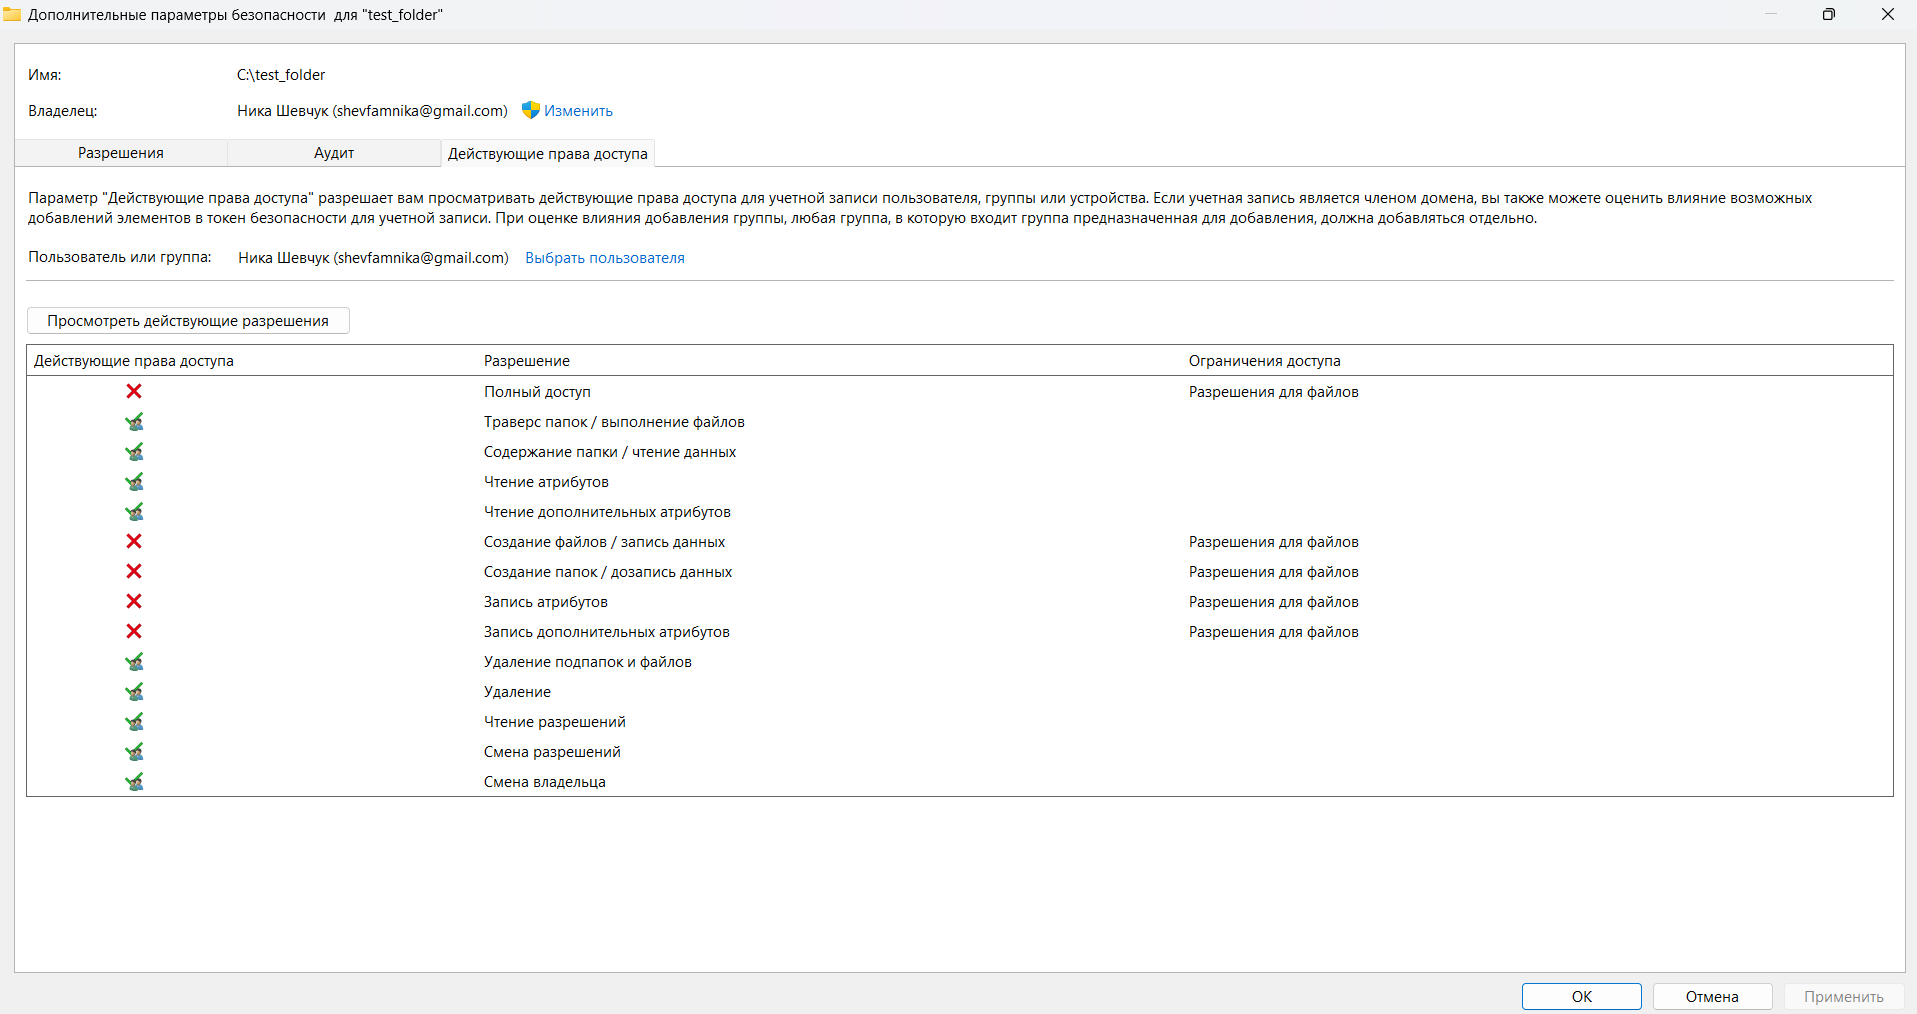 Дополнительные параметры безопасности для "test_folder"
Имя: C:\test_folder
Владелец: Ника Шевчук (shevfamnika@gmail.com) Изменить
Разрешения Аудит Действующие права доступа
Параметр "Действующие права доступа" разрешает вам просматривать действующие права доступа для учетной записи пользователя, группы или устройства. Если учетная запись является членом домена, вы также можете оценить влияние возможных
добавлений элементов в токен безопасности для учетной записи. При оценке влияния добавления группы, любая группа, в которую входит группа предназначенная для добавления, должна добавляться отдельно.
Пользователь или группа: Ника Шевчук (shevfamnika@gmail.com) Выбрать пользователя
Просмотреть действующие разрешения
Действующие права доступа Разрешение Ограничения доступа
Полный доступ Разрешения для файлов
Траверс папок / выполнение файлов
Содержание папки / чтение данных
Чтение атрибутов
Чтение дополнительных атрибутов
Создание файлов / запись данных Разрешения для файлов
Создание папок / дозапись данных Разрешения для файлов
Запись атрибутов Разрешения для файлов
Запись дополнительных атрибутов Разрешения для файлов
Удаление подпапок и файлов
Удаление
Чтение разрешений
Смена разрешений
Смена владельца
ОК Отмена Применить